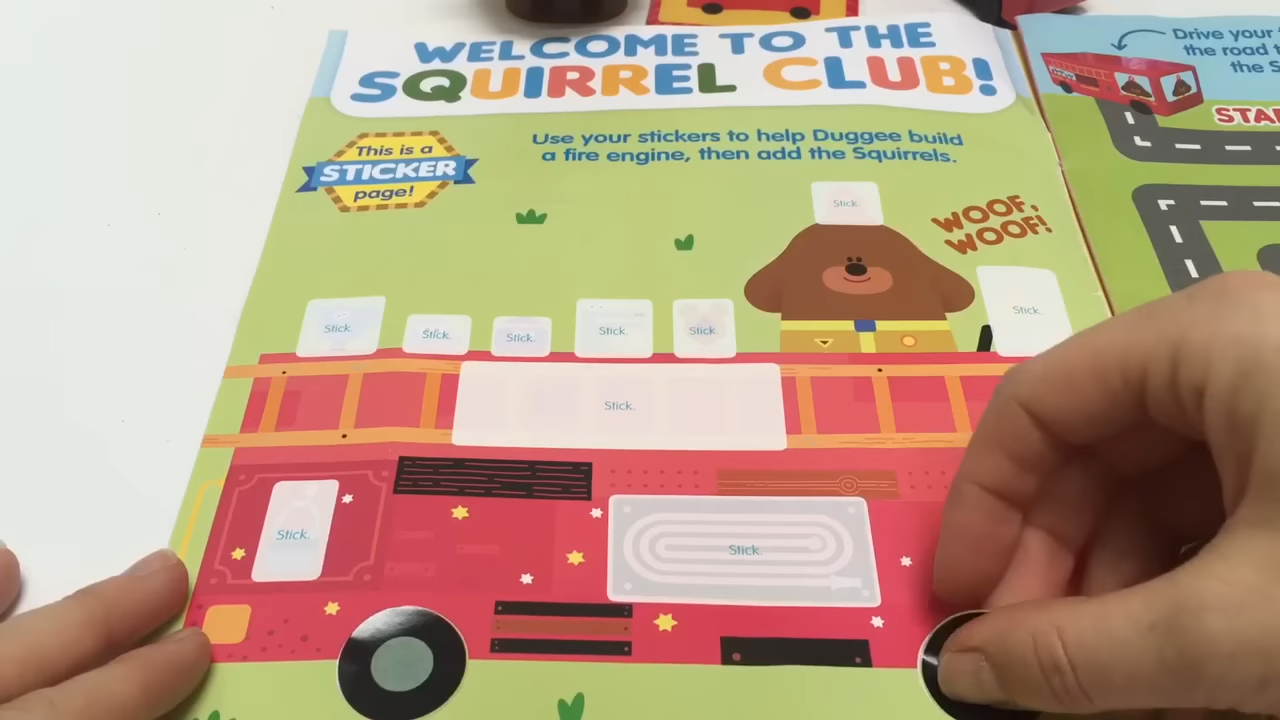 WELCOME TO THE
SQUIRREL CLUB!
This is a
STICKER
page!
Use your stickers to help Duggee build
a fire engine, then add the Squirrels.
WOOF,
WOOF!
Stick.
Stick.
Stick.
Stick.
Stick.
Stick.
Stick.
Stick.
Stick.
Stick.
Drive your
the road
the